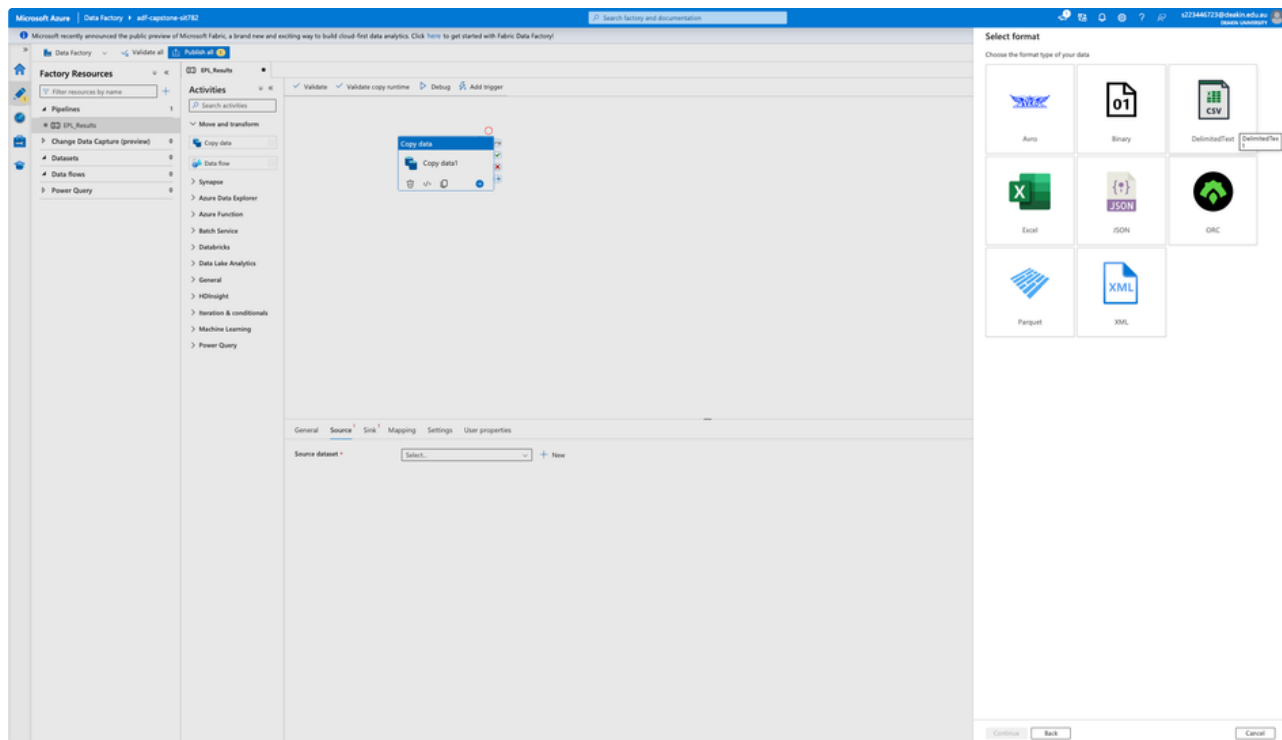 Microsoft Azure | Data Factory ▸ adf-capstone-sit782
Search factory and documentation
s223446723@deakin.edu.au
DEAKIN UNIVERSITY
Microsoft recently announced the public preview of Microsoft Fabric, a brand new and exciting way to build cloud-first data analytics. Click here to get started with Fabric Data Factory!
Data Factory
Validate all
Publish all
Factory Resources
Filter resources by name
Pipelines 1
EPL_Results
Change Data Capture (preview) 0
Datasets 0
Data flows 0
Power Query 0
EPL_Results
Activities
Search activities
Move and transform
Copy data
Data flow
Synapse
Azure Data Explorer
Azure Function
Batch Service
Databricks
Data Lake Analytics
General
HDInsight
Iteration & conditionals
Machine Learning
Power Query
Validate
Validate copy runtime
Debug
Add trigger
Copy data
Copy data1
General Source 1 Sink 1 Mapping Settings User properties
Source dataset *
Select...
New
Select format
Choose the format type of your data
AVRO
01
CSV
Avro
Binary
DelimitedText
DelimitedTex
t
X
JSON
Excel
JSON
ORC
XML
Parquet
XML
Continue
Back
Cancel